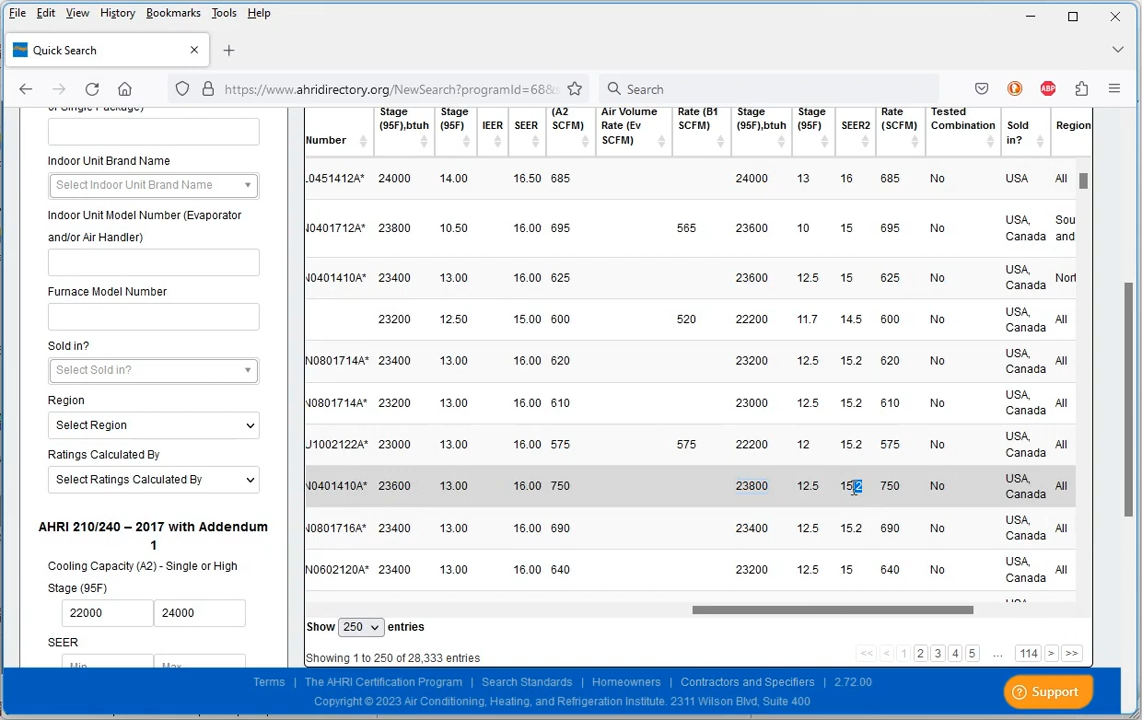 File Edit View History Bookmarks Tools Help
Quick Search
https://www.ahridirectory.org/NewSearch?programId=68&s
Search
or Single Package)
Indoor Unit Brand Name
Select Indoor Unit Brand Name
Indoor Unit Model Number (Evaporator
and/or Air Handler)
Furnace Model Number
Sold in?
Select Sold in?
Region
Select Region
Ratings Calculated By
Select Ratings Calculated By
AHRI 210/240 – 2017 with Addendum
1
Cooling Capacity (A2) - Single or High
Stage (95F)
22000 24000
SEER
Min Max
Number Stage (95F),btuh Stage (95F) IEER SEER (A2 SCFM) Air Volume Rate (Ev SCFM) Rate (B1 SCFM) Stage (95F),btuh Stage (95F) SEER2 Rate (SCFM) Tested Combination Sold in? Region
.0451412A* 24000 14.00 16.50 685 24000 13 16 685 No USA All
N0401712A* 23800 10.50 16.00 695 565 23600 10 15 695 No USA, Canada Sou and
N0401410A* 23400 13.00 16.00 625 23600 12.5 15 625 No USA, Canada Nort
23200 12.50 15.00 600 520 22200 11.7 14.5 600 No USA, Canada All
N0801714A* 23400 13.00 16.00 620 23200 12.5 15.2 620 No USA, Canada All
N0801714A* 23200 13.00 16.00 610 23000 12.5 15.2 610 No USA, Canada All
U1002122A* 23000 13.00 16.00 575 575 22200 12 15.2 575 No USA, Canada All
N0401410A* 23600 13.00 16.00 750 23800 12.5 15.2 750 No USA, Canada All
N0801716A* 23400 13.00 16.00 690 23400 12.5 15.2 690 No USA, Canada All
N0602120A* 23400 13.00 16.00 640 23200 12.5 15 640 No USA, Canada All
Show 250 entries
Showing 1 to 250 of 28,333 entries
<< < 1 2 3 4 5 ... 114 > >>
Terms | The AHRI Certification Program | Search Standards | Homeowners | Contractors and Specifiers | 2.72.00
Copyright © 2023 Air Conditioning, Heating, and Refrigeration Institute. 2311 Wilson Blvd, Suite 400
Support